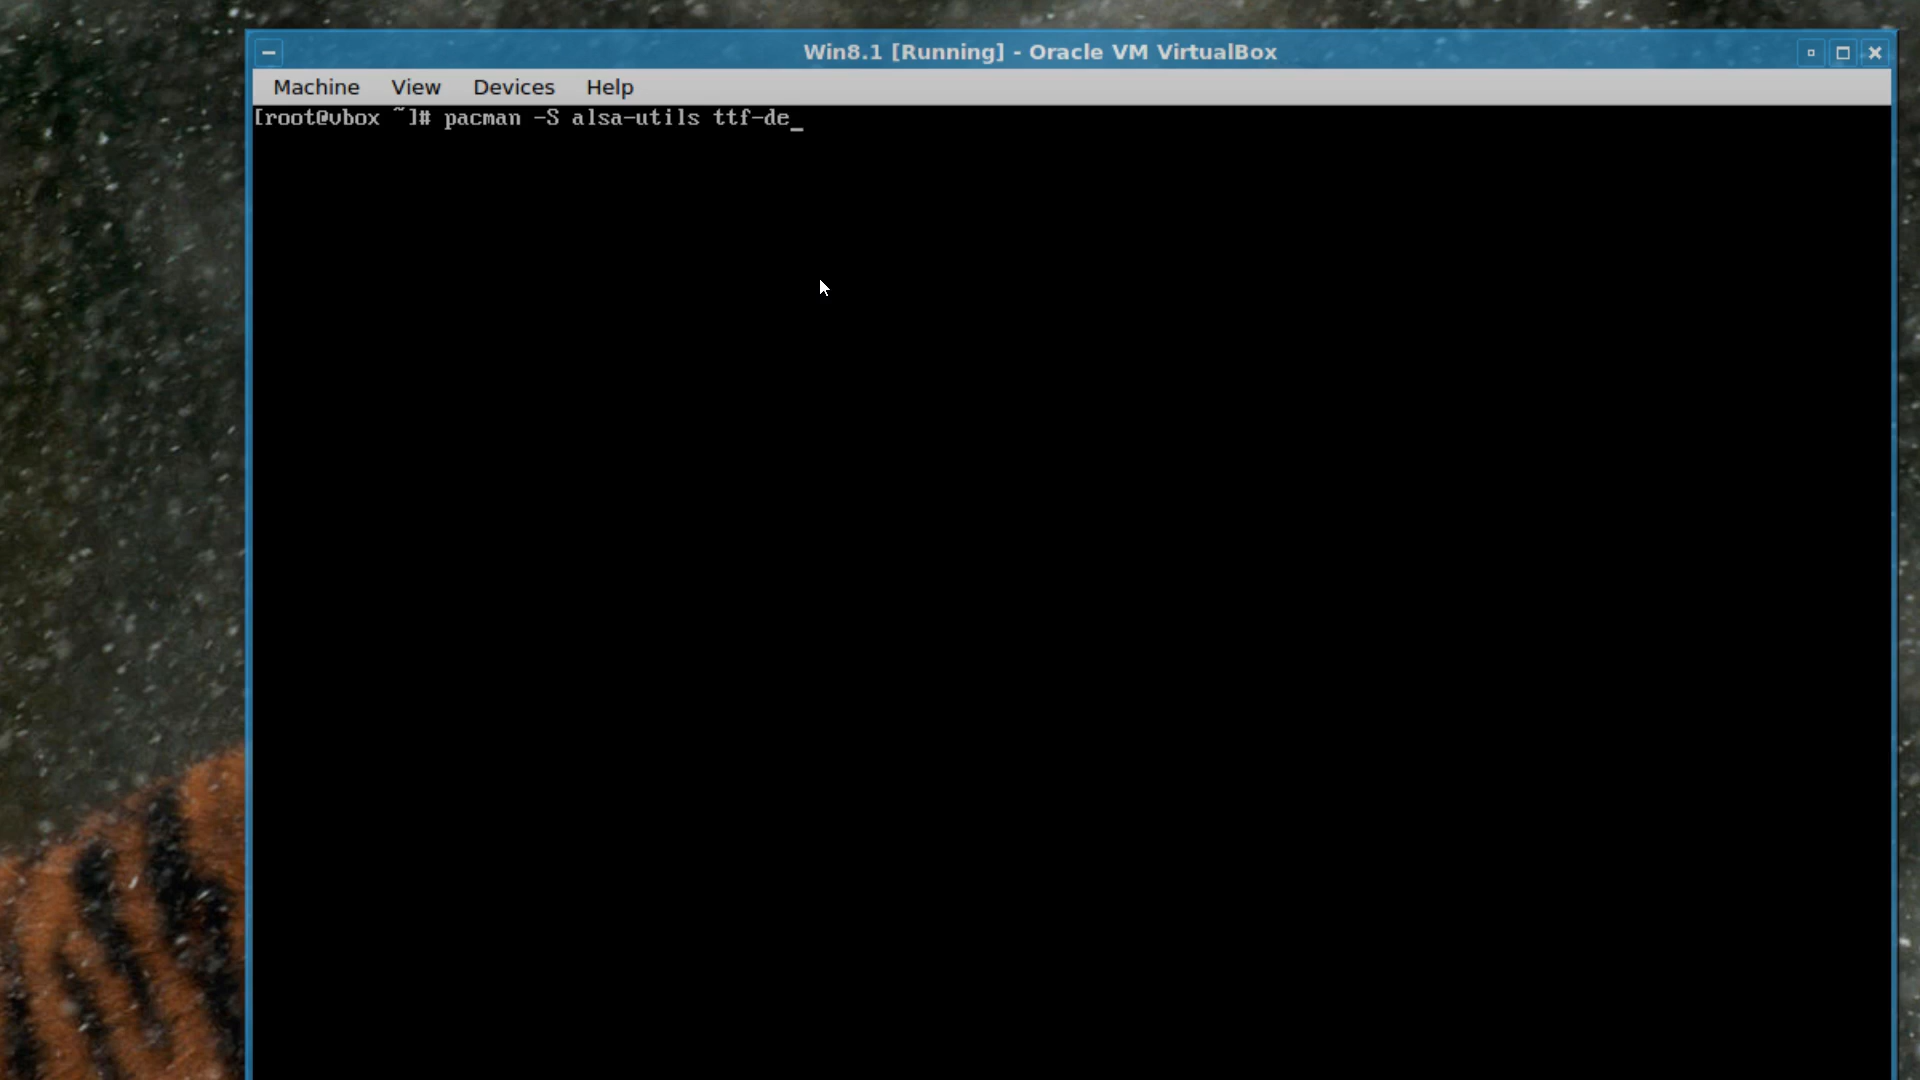 Win8.1 [Running] - Oracle VM VirtualBox
Machine View Devices Help
[root@vbox ~]# pacman -S alsa-utils ttf-de_